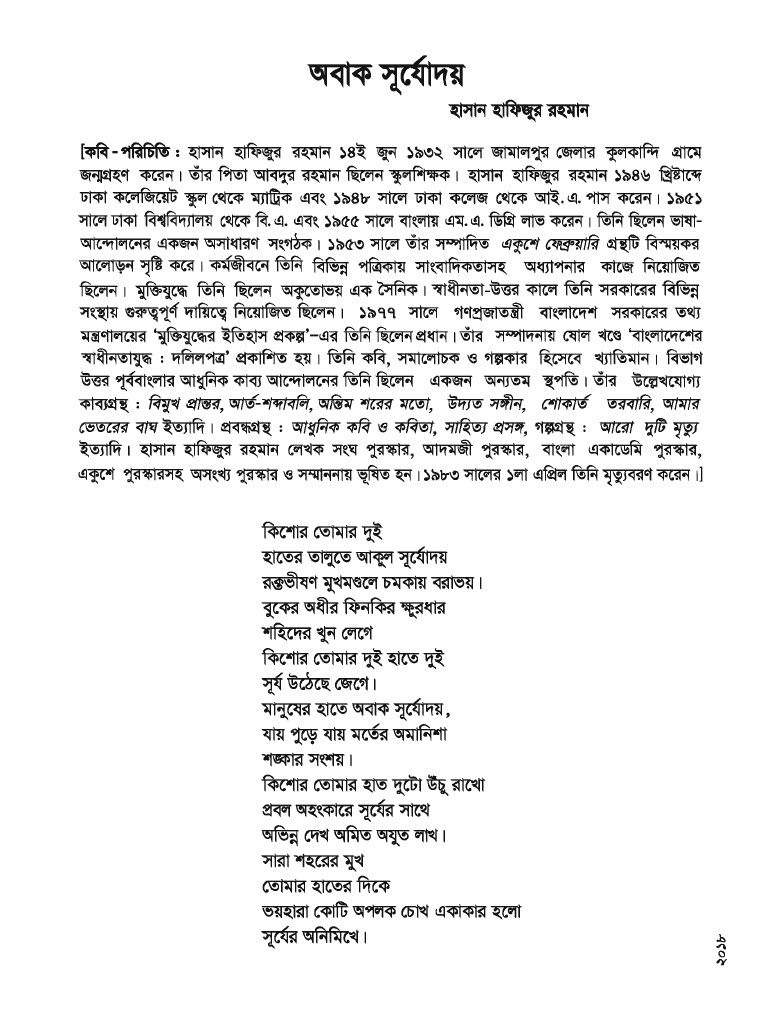 অবাক সূর্যোদয়
হাসান হাফিজুর রহমান
[কবি-পরিচিতি : হাসান হাফিজুর রহমান ১৪ই জুন ১৯৩২ সালে জামালপুর জেলার কুলকান্দি গ্রামে
জন্মগ্রহণ করেন। তাঁর পিতা আবদুর রহমান ছিলেন স্কুলশিক্ষক। হাসান হাফিজুর রহমান ১৯৪৬ খ্রিষ্টাব্দে
ঢাকা কলেজিয়েট স্কুল থেকে ম্যাট্রিক এবং ১৯৪৮ সালে ঢাকা কলেজ থেকে আই. এ. পাস করেন। ১৯৫১
সালে ঢাকা বিশ্ববিদ্যালয় থেকে বি. এ. এবং ১৯৫৫ সালে বাংলায় এম. এ. ডিগ্রি লাভ করেন। তিনি ছিলেন ভাষা-
আন্দোলনের একজন অসাধারণ সংগঠক। ১৯৫৩ সালে তাঁর সম্পাদিত একুশে ফেব্রুয়ারি গ্রন্থটি বিস্ময়কর
আলোড়ন সৃষ্টি করে। কর্মজীবনে তিনি বিভিন্ন পত্রিকায় সাংবাদিকতাসহ অধ্যাপনার কাজে নিয়োজিত
ছিলেন। মুক্তিযুদ্ধে তিনি ছিলেন অকুতোভয় এক সৈনিক। স্বাধীনতা-উত্তর কালে তিনি সরকারের বিভিন্ন
সংস্থায় গুরুত্বপূর্ণ দায়িত্বে নিয়োজিত ছিলেন। ১৯৭৭ সালে গণপ্রজাতন্ত্রী বাংলাদেশ সরকারের তথ্য
মন্ত্রণালয়ের ‘মুক্তিযুদ্ধের ইতিহাস প্রকল্প’–এর তিনি ছিলেন প্রধান। তাঁর সম্পাদনায় ষোল খণ্ডে ‘বাংলাদেশের
স্বাধীনতাযুদ্ধ : দলিলপত্র’ প্রকাশিত হয়। তিনি কবি, সমালোচক ও গল্পকার হিসেবে খ্যাতিমান। বিভাগ
উত্তর পূর্ববাংলার আধুনিক কাব্য আন্দোলনের তিনি ছিলেন একজন অন্যতম স্থপতি। তাঁর উল্লেখযোগ্য
কাব্যগ্রন্থ : বিমুখ প্রান্তর, আর্ত-শব্দাবলি, অন্তিম শরের মতো, উদ্যত সঙ্গীন, শোকার্ত তরবারি, আমার
ভেতরের বাঘ ইত্যাদি। প্রবন্ধগ্রন্থ : আধুনিক কবি ও কবিতা, সাহিত্য প্রসঙ্গ, গল্পগ্রন্থ : আরো দুটি মৃত্যু
ইত্যাদি। হাসান হাফিজুর রহমান লেখক সংঘ পুরস্কার, আদমজী পুরস্কার, বাংলা একাডেমি পুরস্কার,
একুশে পুরস্কারসহ অসংখ্য পুরস্কার ও সম্মাননায় ভূষিত হন। ১৯৮৩ সালের ১লা এপ্রিল তিনি মৃত্যুবরণ করেন।]
কিশোর তোমার দুই
হাতের তালুতে আকুল সূর্যোদয়
রক্তভীষণ মুখমণ্ডলে চমকায় বরাভয়।
বুকের অধীর ফিনকির ক্ষুরধার
শহিদের খুন লেগে
কিশোর তোমার দুই হাতে দুই
সূর্য উঠেছে জেগে।
মানুষের হাতে অবাক সূর্যোদয়,
যায় পুড়ে যায় মর্তের অমানিশা
শঙ্কার সংশয়।
কিশোর তোমার হাত দুটো উঁচু রাখো
প্রবল অহংকারে সূর্যের সাথে
অভিন্ন দেখ অমিত অযুত লাখ।
সারা শহরের মুখ
তোমার হাতের দিকে
ভয়হারা কোটি অপলক চোখ একাকার হলো
সূর্যের অনিমিখে।
২০১৮